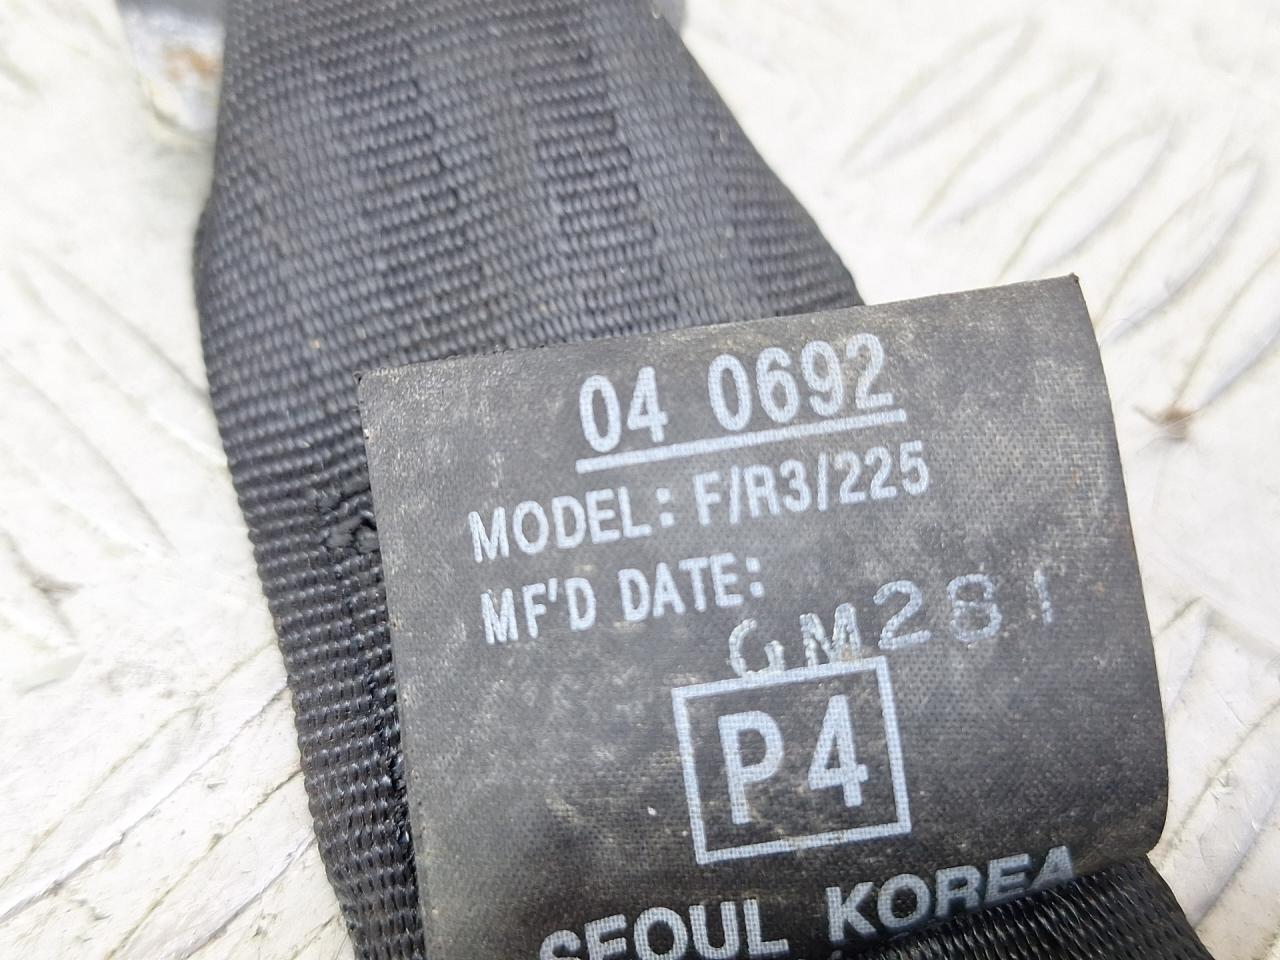 04 0692
MODEL: F/R3/225
MF'D DATE:
GM281
P4
SEOUL KOREA